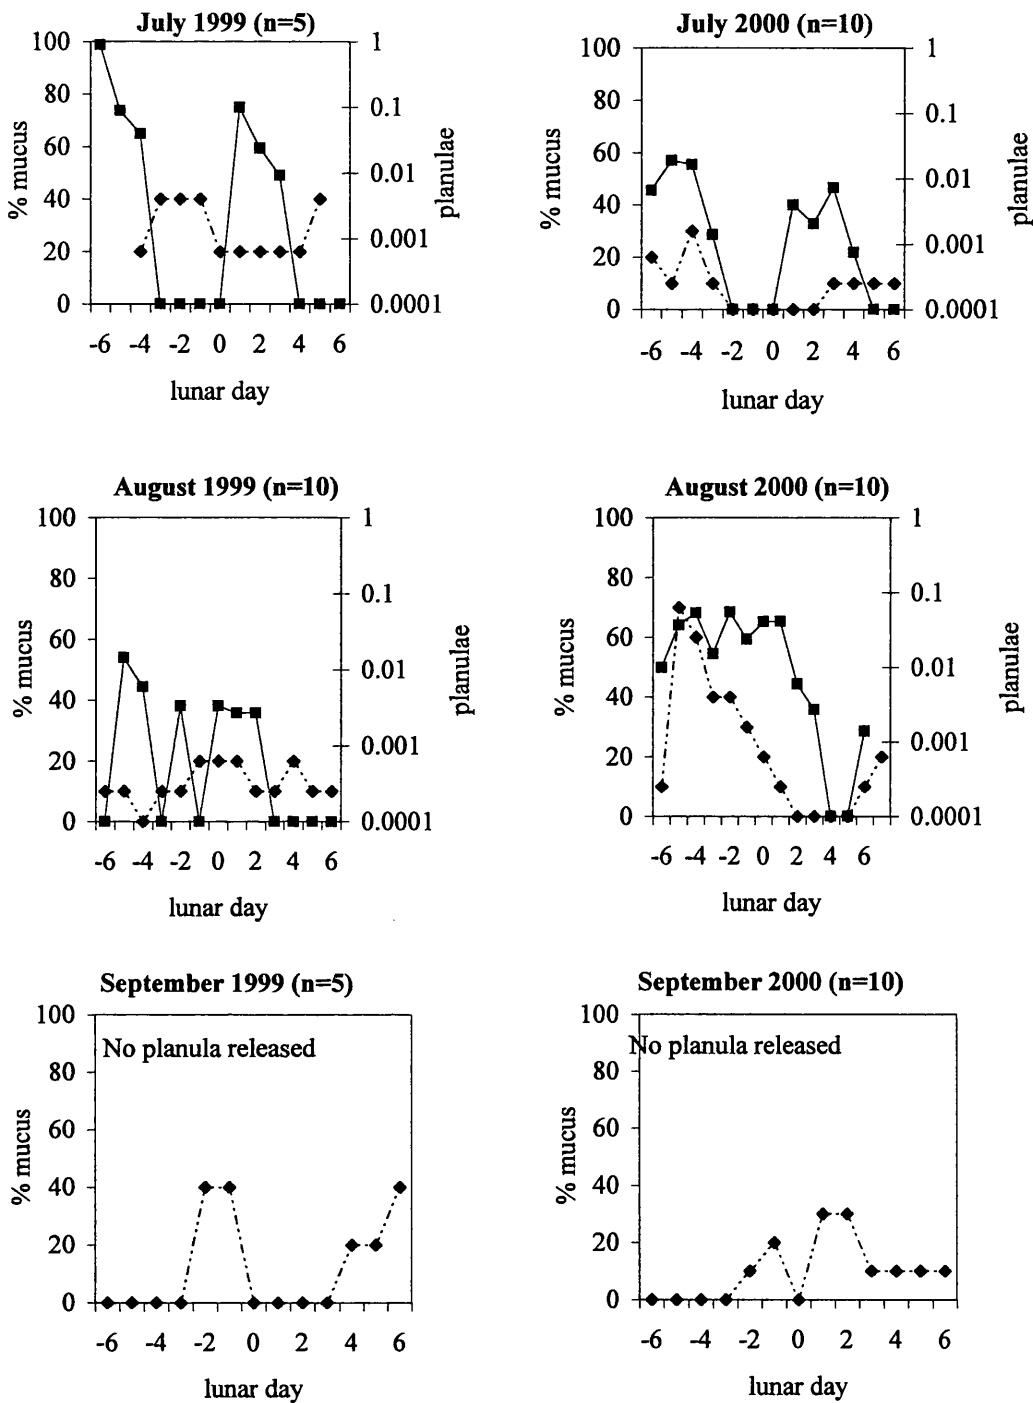 July 1999 (n=5)
100
80
60
40
20
0
% mucus
1
0.1
0.01
0.001
0.0001
planulae
-6 -4 -2 0 2 4 6
lunar day
July 2000 (n=10)
100
80
60
40
20
0
% mucus
1
0.1
0.01
0.001
0.0001
planulae
-6 -4 -2 0 2 4 6
lunar day
August 1999 (n=10)
100
80
60
40
20
0
% mucus
1
0.1
0.01
0.001
0.0001
planulae
-6 -4 -2 0 2 4 6
lunar day
August 2000 (n=10)
100
80
60
40
20
0
% mucus
1
0.1
0.01
0.001
0.0001
planulae
-6 -4 -2 0 2 4 6
lunar day
September 1999 (n=5)
No planula released
100
80
60
40
20
0
% mucus
-6 -4 -2 0 2 4 6
lunar day
September 2000 (n=10)
No planula released
100
80
60
40
20
0
% mucus
-6 -4 -2 0 2 4 6
lunar day